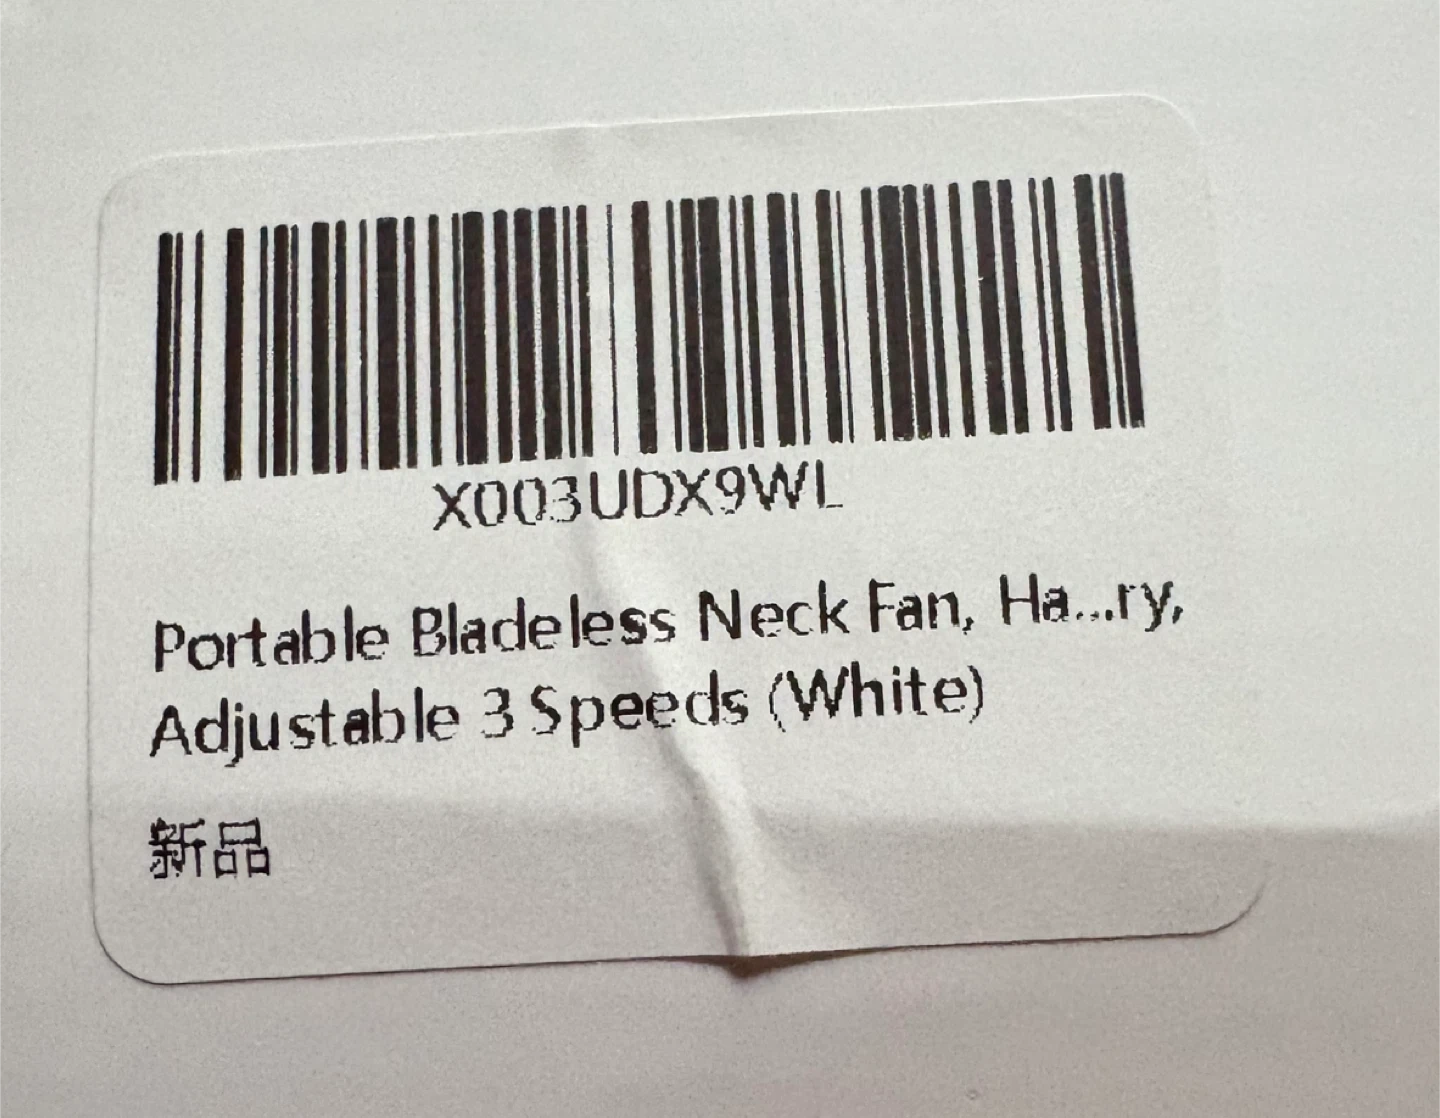 X003UDX9WL
Portable Bladeless Neck Fan, Ha...ry,
Adjustable 3 Speeds (White)
新品